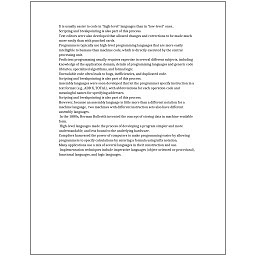 It is usually easier to code in "high-level" languages than in "low-level" ones.
Scripting and breakpointing is also part of this process.
Text editors were also developed that allowed changes and corrections to be made much
more easily than with punched cards.
Programmers typically use high-level programming languages that are more easily
intelligible to humans than machine code, which is directly executed by the central
processing unit.
Proficient programming usually requires expertise in several different subjects, including
knowledge of the application domain, details of programming languages and generic code
libraries, specialized algorithms, and formal logic.
Unreadable code often leads to bugs, inefficiencies, and duplicated code.
Scripting and breakpointing is also part of this process.
Assembly languages were soon developed that let the programmer specify instruction in a
text format (e.g., ADD X, TOTAL), with abbreviations for each operation code and
meaningful names for specifying addresses.
Scripting and breakpointing is also part of this process.
However, because an assembly language is little more than a different notation for a
machine language, two machines with different instruction sets also have different
assembly languages.
In the 1880s, Herman Hollerith invented the concept of storing data in machine-readable
form.
High-level languages made the process of developing a program simpler and more
understandable, and less bound to the underlying hardware.
Compilers harnessed the power of computers to make programming easier by allowing
programmers to specify calculations by entering a formula using infix notation.
Many applications use a mix of several languages in their construction and use.
Implementation techniques include imperative languages (object-oriented or procedural),
functional languages, and logic languages.